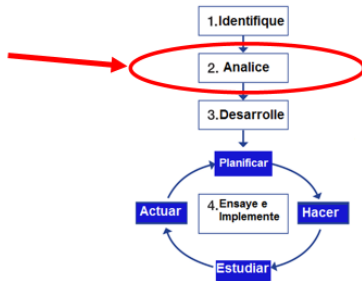 1.Identifique
2. Analice
3.Desarrolle
Planificar
Actuar
4.Ensaye e
Implemente
Hacer
Estudiar